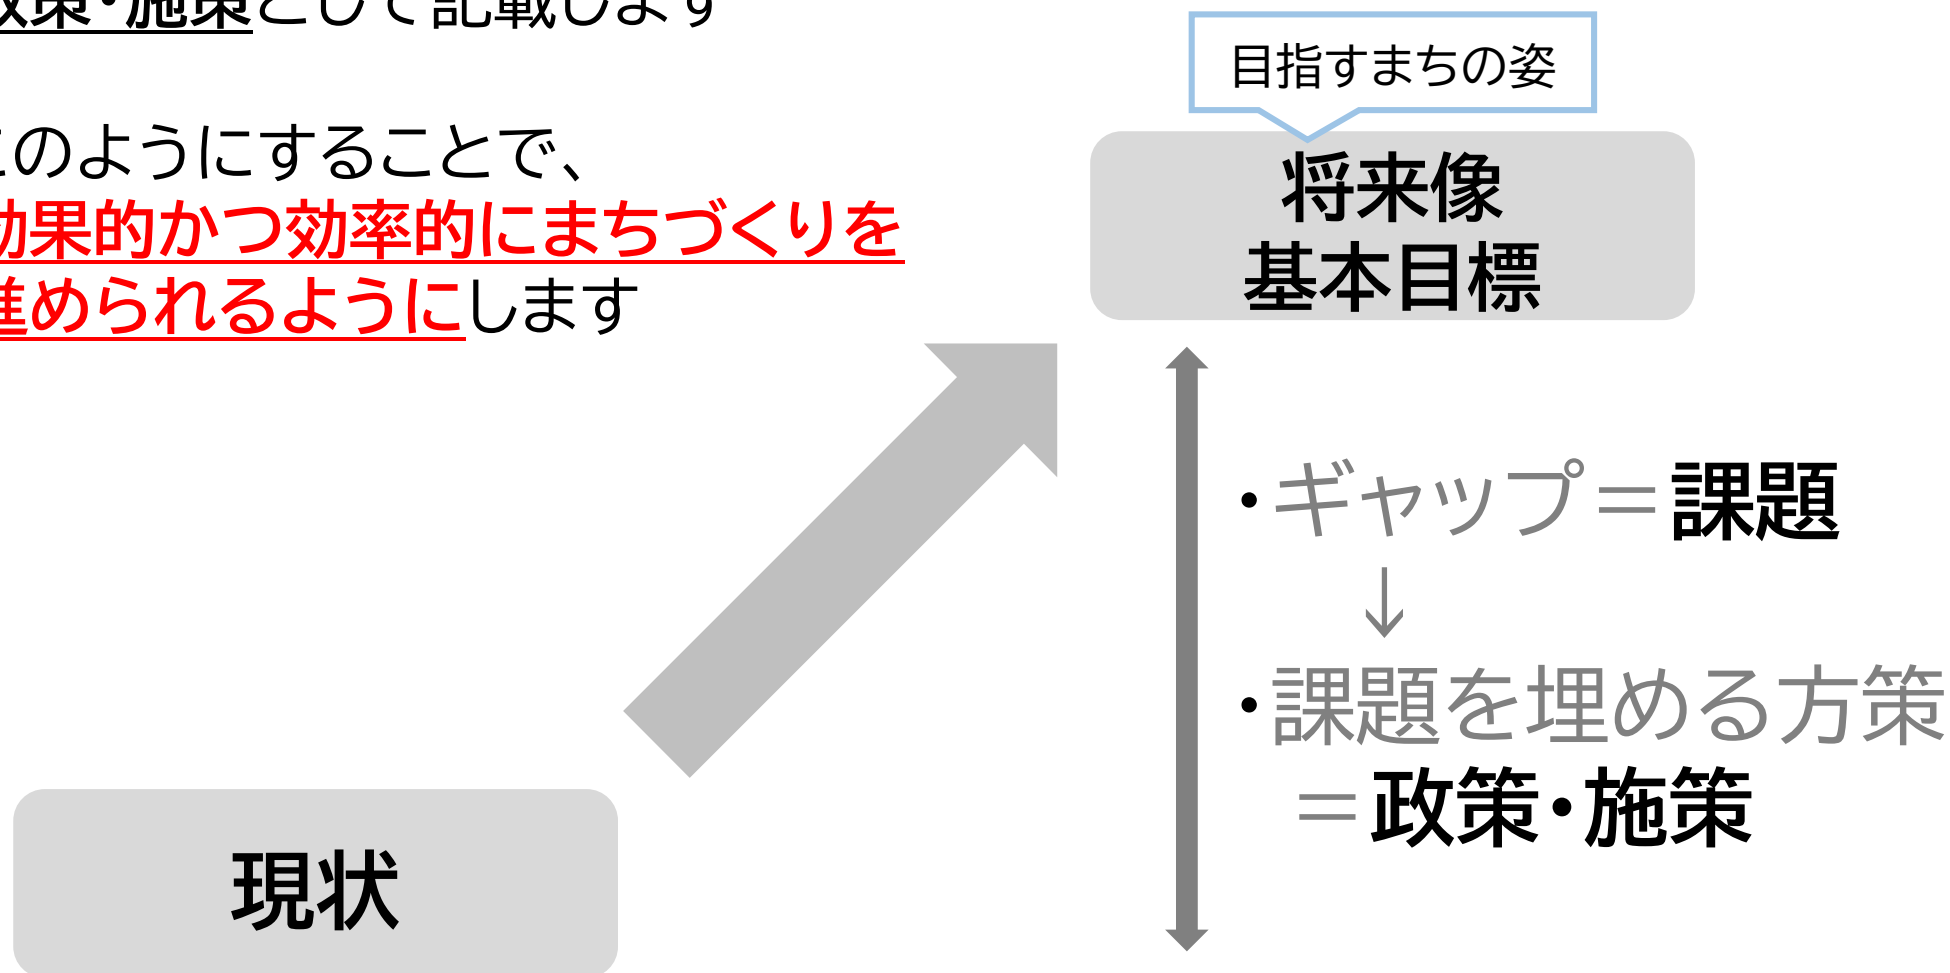 政策・施策として記載します
このようにすることで、
効果的かつ効率的にまちづくりを
進められるようにします
目指すまちの姿
将来像
基本目標
・ギャップ＝課題
↓
・課題を埋める方策
＝政策・施策
現状